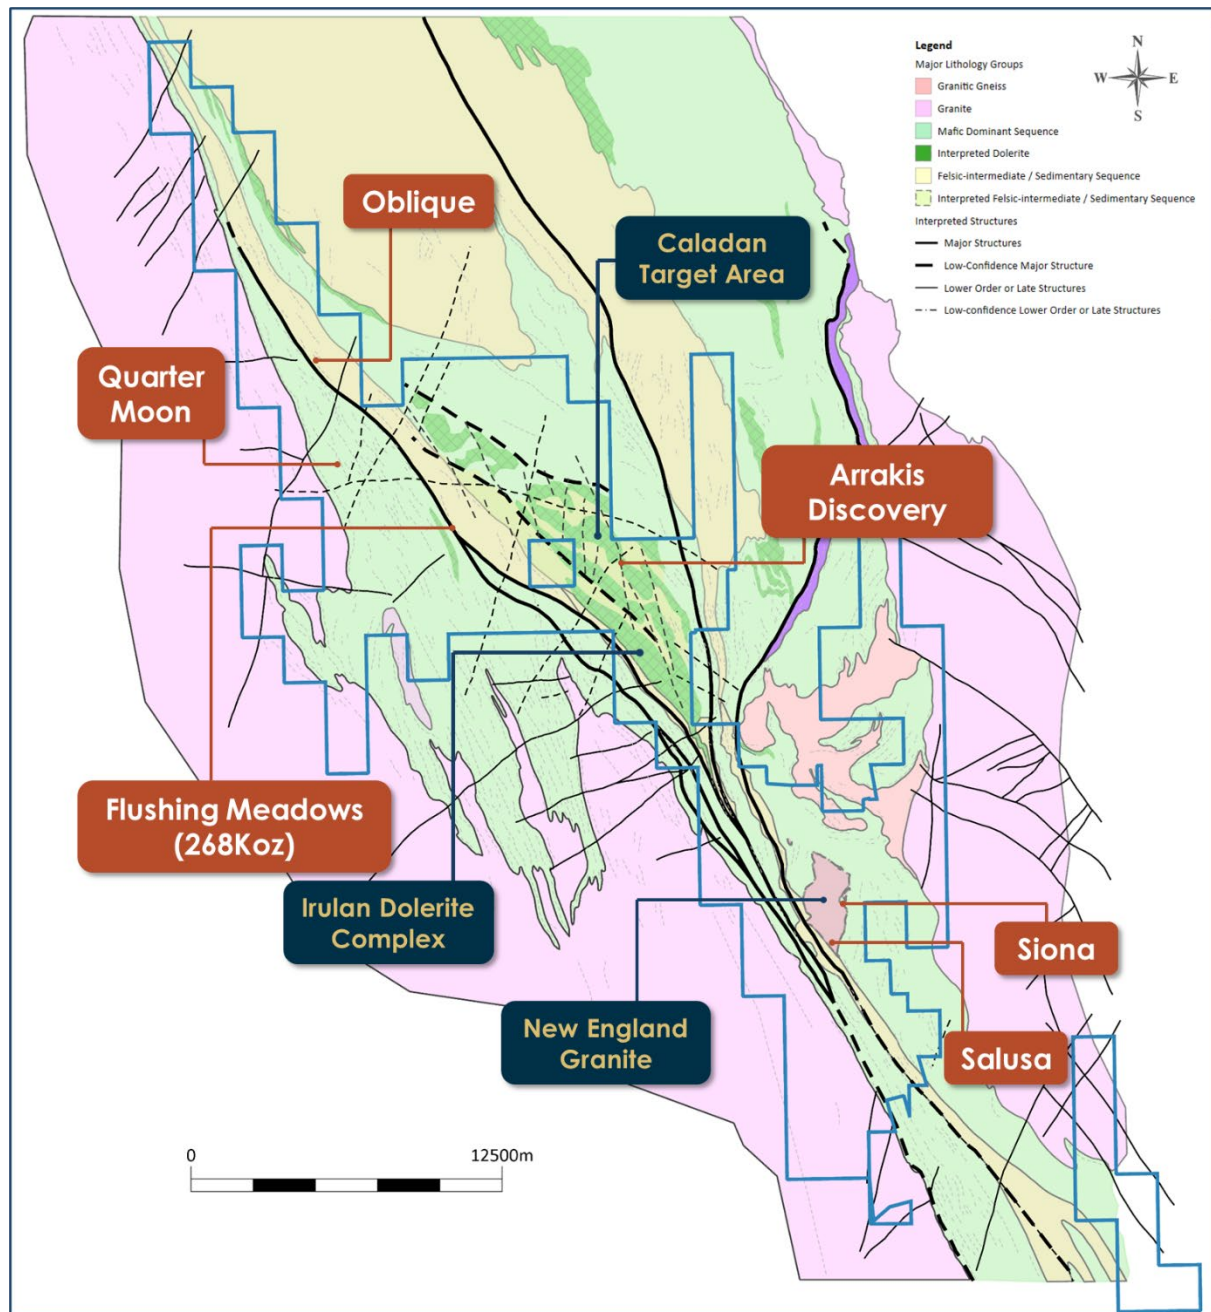 Legend
Major Lithology Groups
Granitic Gneiss
Granite
Mafic Dominant Sequence
Interpreted Dolerite
Felsic-intermediate / Sedimentary Sequence
Interpreted Felsic-intermediate / Sedimentary Sequence
Interpreted Structures
Major Structures
Low-Confidence Major Structure
Lower Order or Late Structures
Low-confidence Lower Order or Late Structures
N
W
E
S
Oblique
Caladan
Target Area
Quarter
Moon
Arrakis
Discovery
Flushing Meadows
(268Koz)
Irulan Dolerite
Complex
Siona
New England
Granite
Salusa
0
12500m